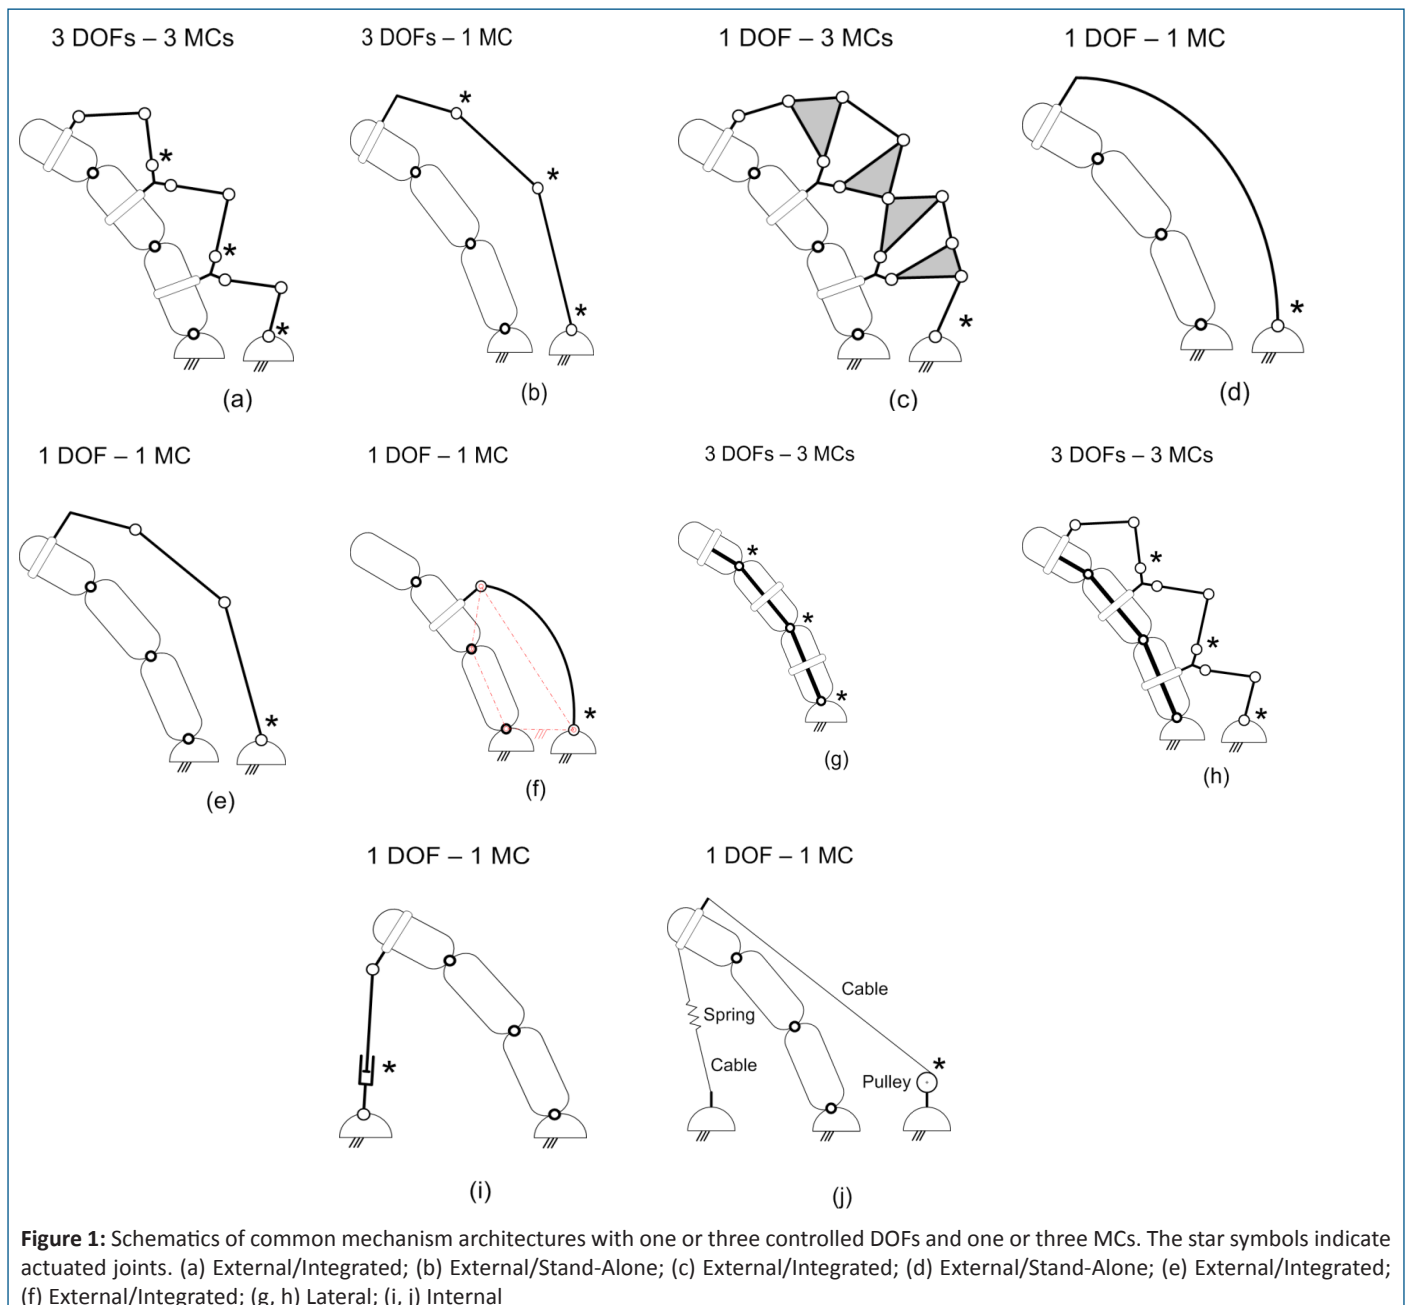 3 DOFs – 3 MCs
3 DOFs – 1 MC
1 DOF – 3 MCs
1 DOF – 1 MC
*
*
*
(a)
*
*
*
(b)
*
(c)
*
(d)
1 DOF – 1 MC
1 DOF – 1 MC
3 DOFs – 3 MCs
3 DOFs – 3 MCs
*
(e)
*
(f)
*
*
*
(g)
*
*
*
(h)
1 DOF – 1 MC
1 DOF – 1 MC
*
(i)
Cable
Spring
Cable
Pulley
*
(j)
Figure 1: Schematics of common mechanism architectures with one or three controlled DOFs and one or three MCs. The star symbols indicate
actuated joints. (a) External/Integrated; (b) External/Stand-Alone; (c) External/Integrated; (d) External/Stand-Alone; (e) External/Integrated;
(f) External/Integrated; (g, h) Lateral; (i, j) Internal